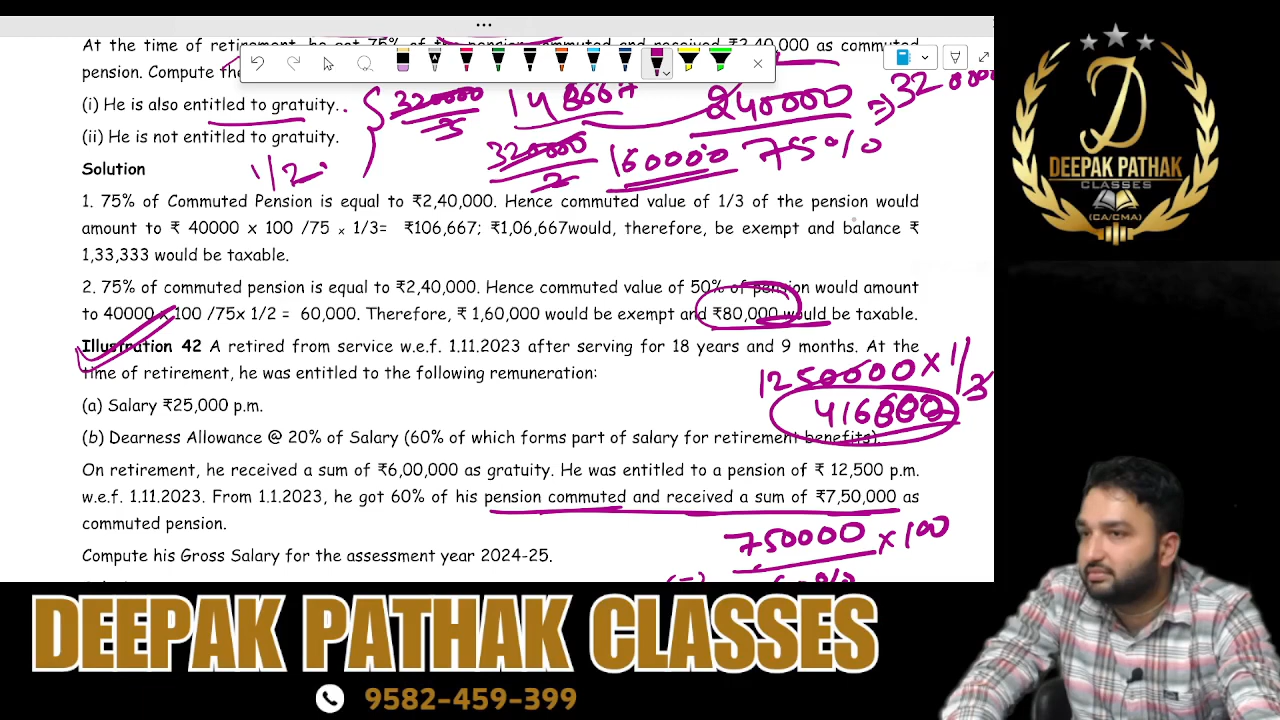 At the time of retirement, he got 75% of the pension commuted and received ₹2,40,000 as commuted
pension. Compute the
(i) He is also entitled to gratuity.
(ii) He is not entitled to gratuity.
320000
3
240000
320000
320000
2
160000
75%
1/2
Solution
1. 75% of Commuted Pension is equal to ₹2,40,000. Hence commuted value of 1/3 of the pension would
amount to ₹ 40000 x 100 /75 x 1/3= ₹106,667; ₹1,06,667would, therefore, be exempt and balance ₹
1,33,333 would be taxable.
2. 75% of commuted pension is equal to ₹2,40,000. Hence commuted value of 50% of pension would amount
to 40000 x 100 /75x 1/2 = 60,000. Therefore, ₹ 1,60,000 would be exempt and ₹80,000 would be taxable.
Illustration 42 A retired from service w.e.f. 1.11.2023 after serving for 18 years and 9 months. At the
time of retirement, he was entitled to the following remuneration:
1250000 x 1/3
(a) Salary ₹25,000 p.m.
(b) Dearness Allowance @ 20% of Salary (60% of which forms part of salary for retirement benefits).
On retirement, he received a sum of ₹6,00,000 as gratuity. He was entitled to a pension of ₹ 12,500 p.m.
w.e.f. 1.11.2023. From 1.1.2023, he got 60% of his pension commuted and received a sum of ₹7,50,000 as
commuted pension.
750000 x 100
Compute his Gross Salary for the assessment year 2024-25.
D
DEEPAK PATHAK
CLASSES
(CA/CMA)
DEEPAK PATHAK CLASSES
9582-459-399